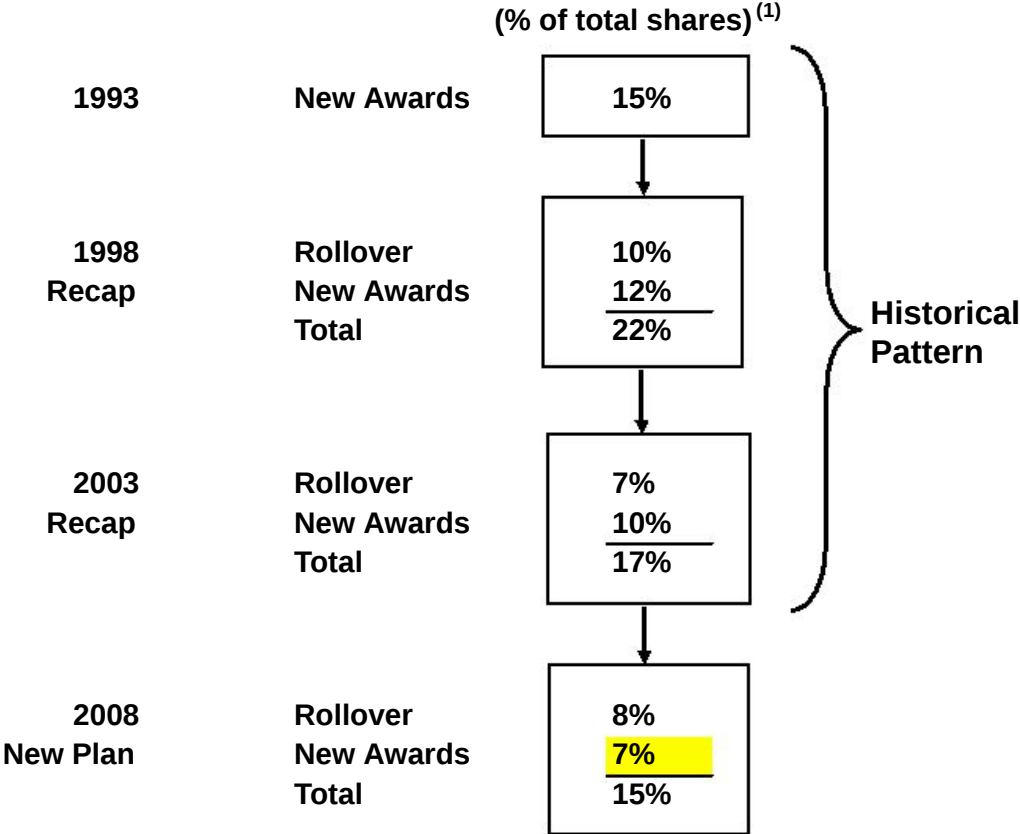 (% of total shares) (1)
1993 New Awards 15%
1998 Rollover 10%
Recap New Awards 12%
Total 22%
Historical
Pattern
2003 Rollover 7%
Recap New Awards 10%
Total 17%
2008 Rollover 8%
New Plan New Awards 7%
Total 15%